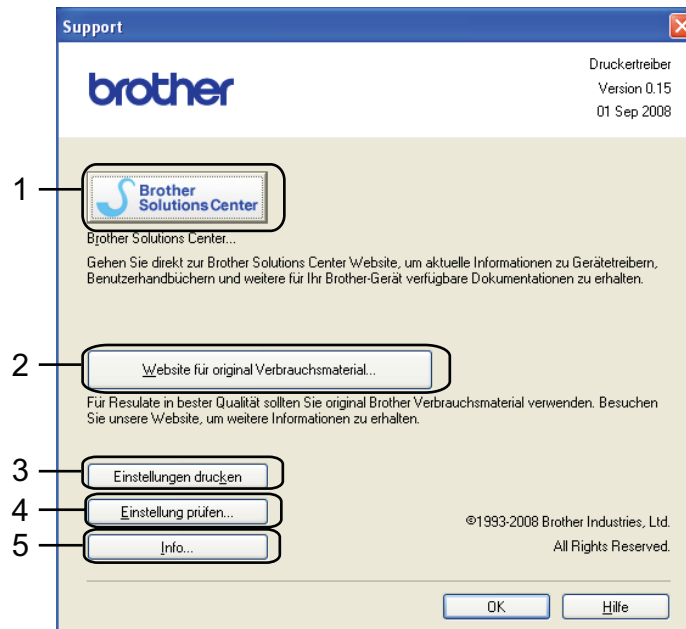 Support
brother
Druckertreiber
Version 0.15
01 Sep 2008
1
Brother
Solutions Center
Brother Solutions Center...
Gehen Sie direkt zur Brother Solutions Center Website, um aktuelle Informationen zu Gerätetreibern,
Benutzerhandbüchern und weitere für Ihr Brother-Gerät verfügbare Dokumentationen zu erhalten.
2
Website für original Verbrauchsmaterial...
Für Resulate in bester Qualität sollten Sie original Brother Verbrauchsmaterial verwenden. Besuchen
Sie unsere Website, um weitere Informationen zu erhalten.
3
Einstellungen drucken
4
Einstellung prüfen...
5
Info...
©1993-2008 Brother Industries, Ltd.
All Rights Reserved.
OK
Hilfe